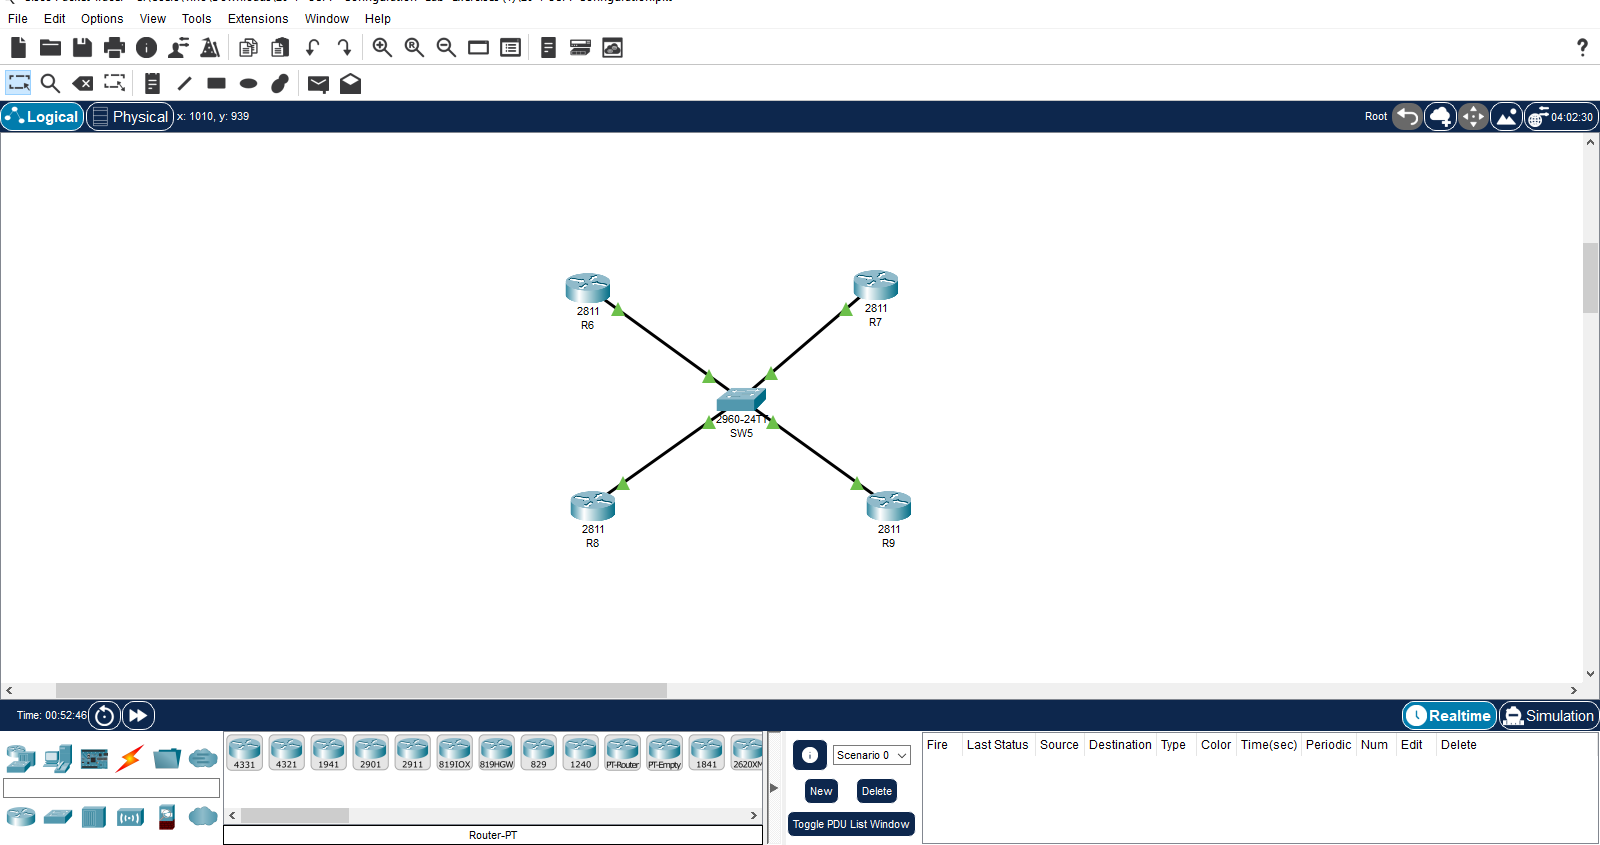 File Edit Options View Tools Extensions Window Help
Logical Physical x: 1010, y: 939 Root 04:02:30
2811
R6
2811
R7
2960-24TT
SW5
2811
R8
2811
R9
Time: 00:52:46 Realtime Simulation
4331 4321 1941 2901 2911 819IOX 819HGW 829 1240 PT-Router PT-Empty 1841 2620XM
Router-PT
Scenario 0
New Delete
Toggle PDU List Window
Fire Last Status Source Destination Type Color Time(sec) Periodic Num Edit Delete